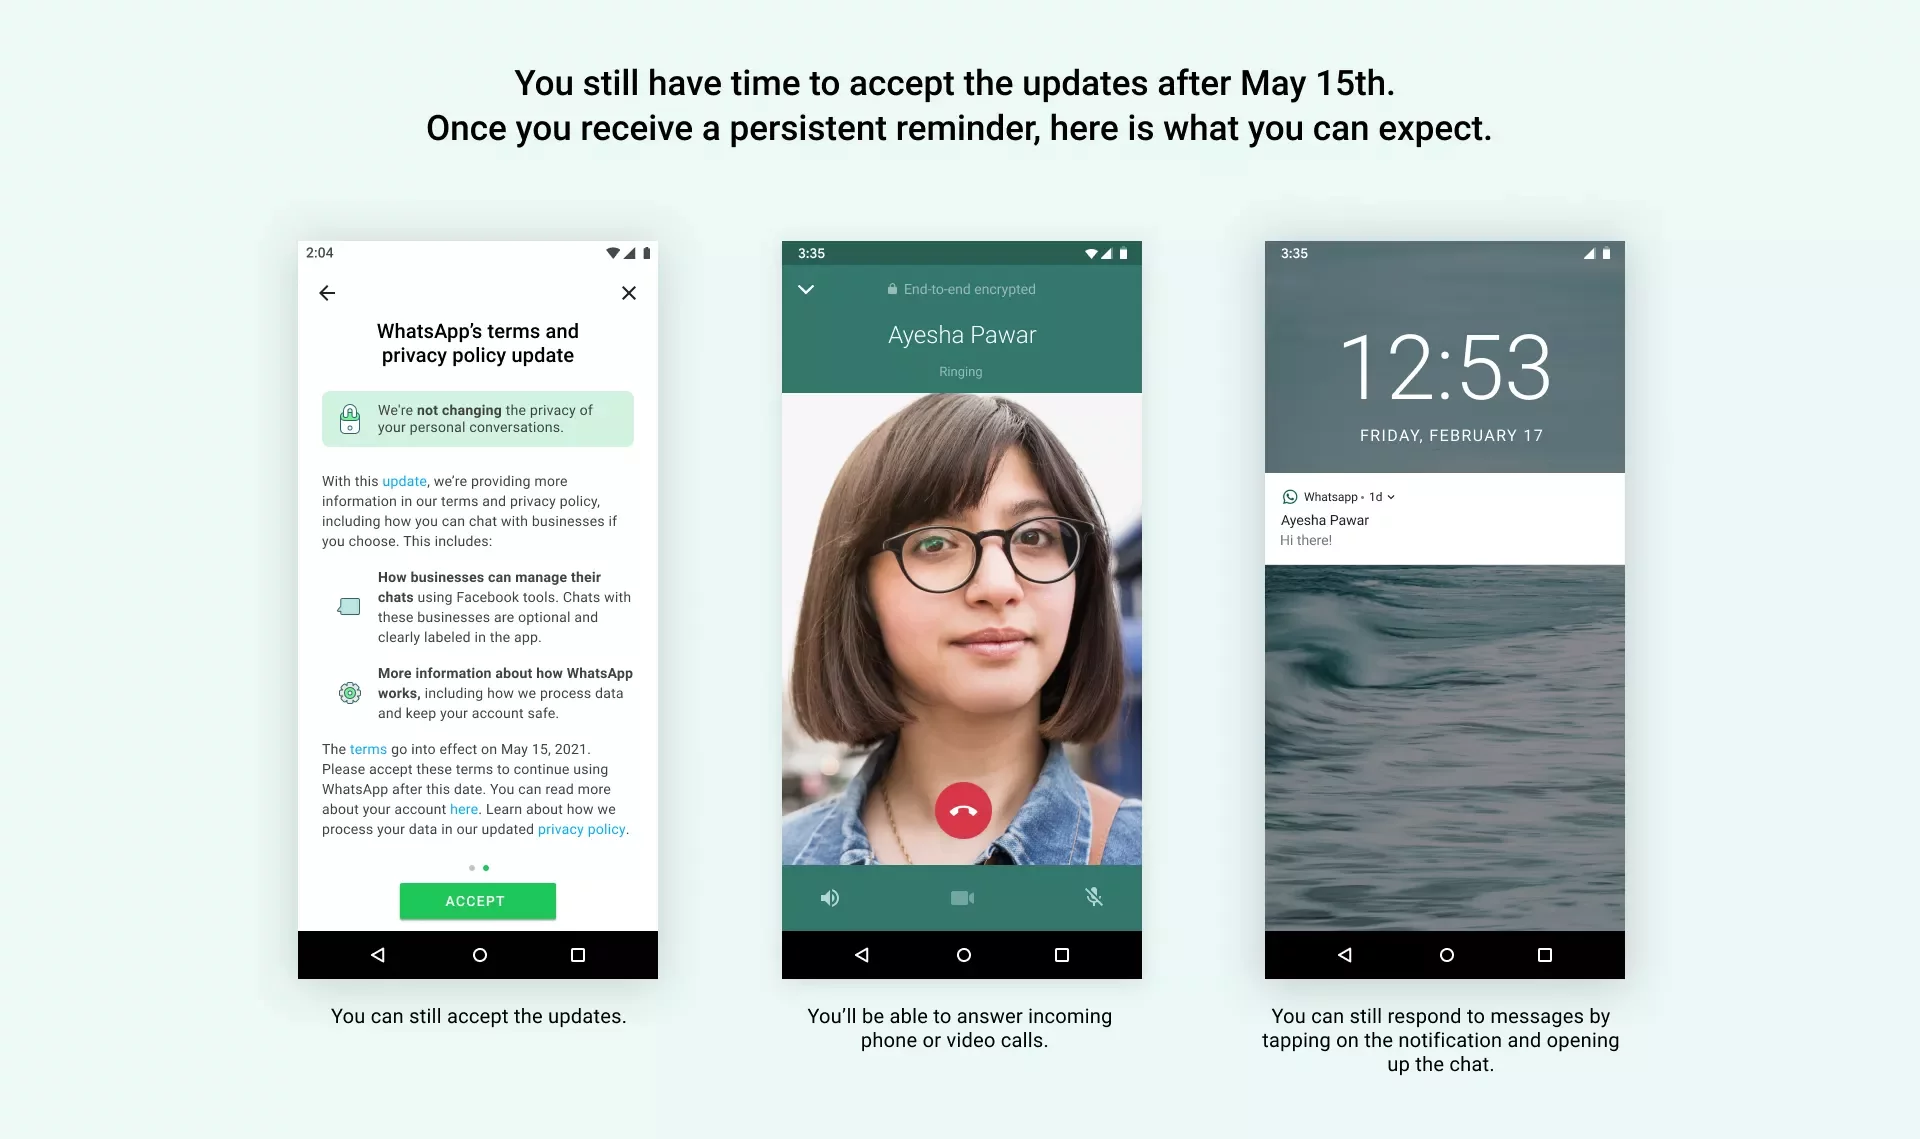 You still have time to accept the updates after May 15th.
Once you receive a persistent reminder, here is what you can expect.
2:04
WhatsApp’s terms and
privacy policy update
We're not changing the privacy of
your personal conversations.
With this update, we’re providing more
information in our terms and privacy policy,
including how you can chat with businesses if
you choose. This includes:
How businesses can manage their
chats using Facebook tools. Chats with
these businesses are optional and
clearly labeled in the app.
More information about how WhatsApp
works, including how we process data
and keep your account safe.
The terms go into effect on May 15, 2021.
Please accept these terms to continue using
WhatsApp after this date. You can read more
about your account here. Learn about how we
process your data in our updated privacy policy.
ACCEPT
You can still accept the updates.
3:35
End-to-end encrypted
Ayesha Pawar
Ringing
You’ll be able to answer incoming
phone or video calls.
3:35
12:53
FRIDAY, FEBRUARY 17
Whatsapp • 1d
Ayesha Pawar
Hi there!
You can still respond to messages by
tapping on the notification and opening
up the chat.